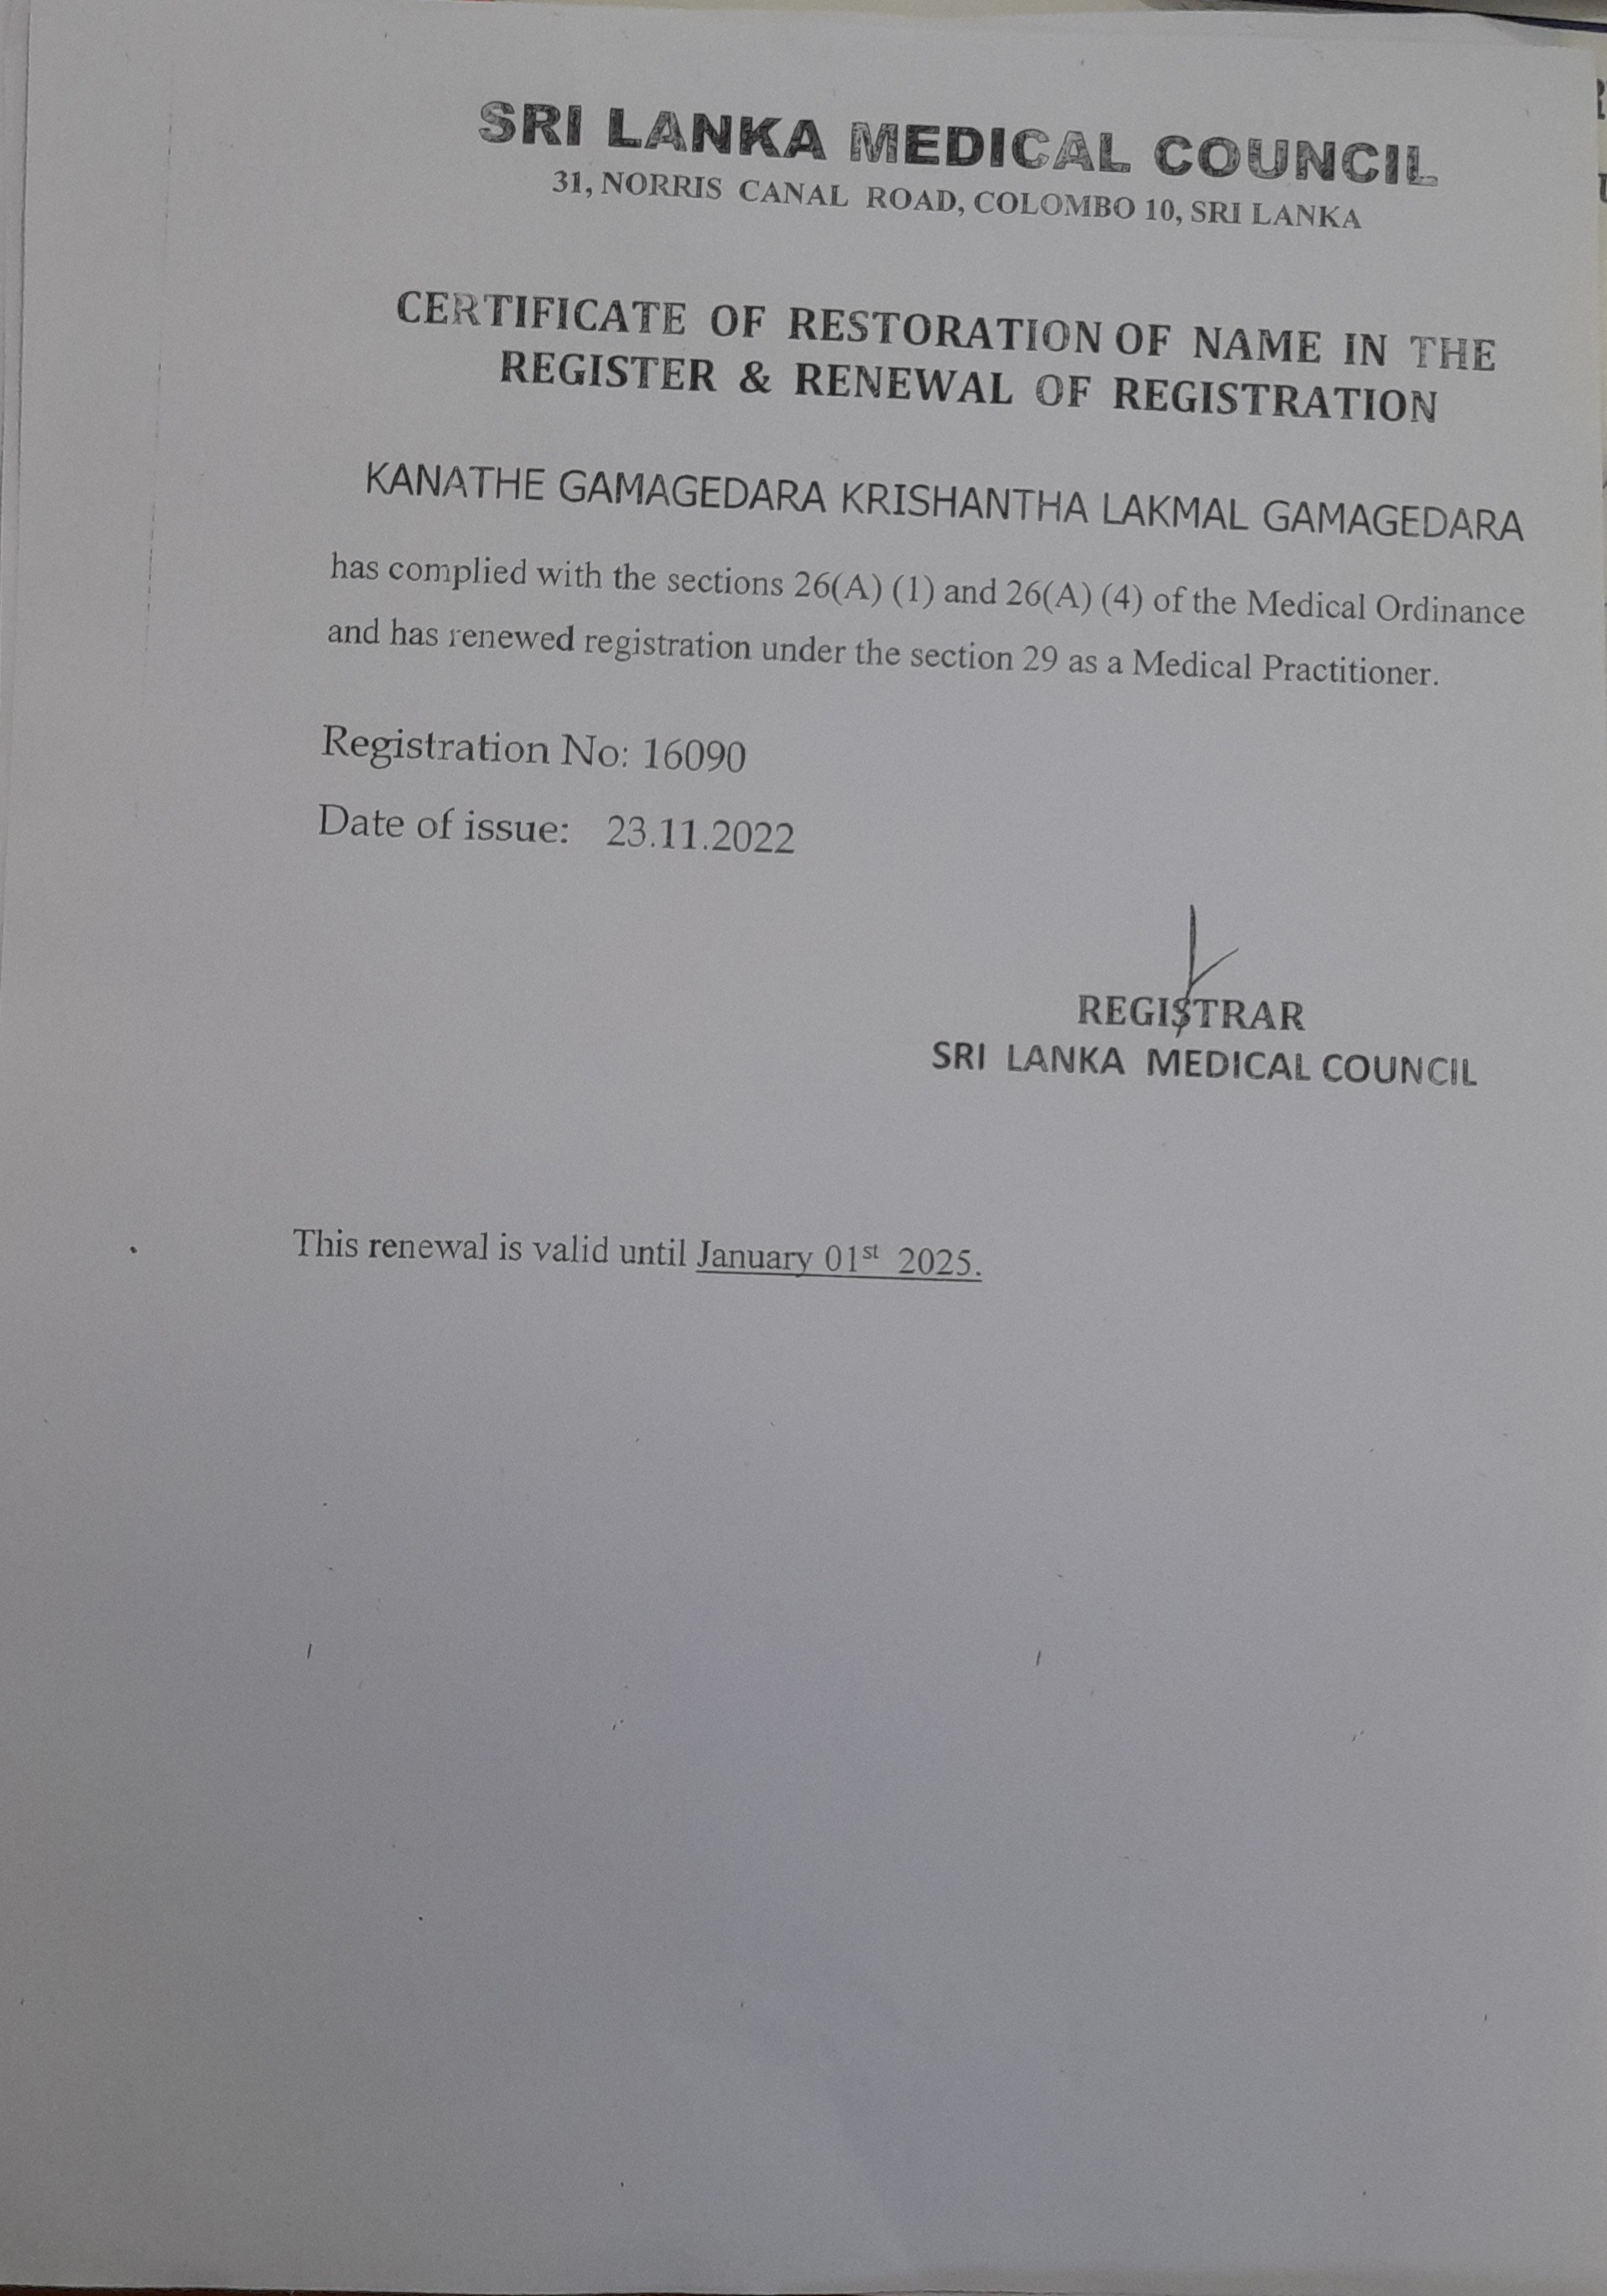 SRI LANKA MEDICAL COUNCIL
31, NORRIS CANAL ROAD, COLOMBO 10, SRI LANKA
CERTIFICATE OF RESTORATION OF NAME IN THE
REGISTER & RENEWAL OF REGISTRATION
KANATHE GAMAGEDARA KRISHANTHA LAKMAL GAMAGEDARA
has complied with the sections 26(A) (1) and 26(A) (4) of the Medical Ordinance
and has renewed registration under the section 29 as a Medical Practitioner.
Registration No: 16090
Date of issue: 23.11.2022
REGISTRAR
SRI LANKA MEDICAL COUNCIL
This renewal is valid until January 01st 2025.